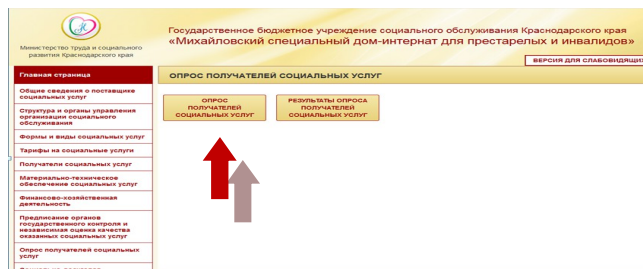 Министерство труда и социального
развития Краснодарского края
Государственное бюджетное учреждение социального обслуживания Краснодарского края
«Михайловский специальный дом-интернат для престарелых и инвалидов»
ВЕРСИЯ ДЛЯ СЛАБОВИДЯЩИХ
Главная страница
ОПРОС ПОЛУЧАТЕЛЕЙ СОЦИАЛЬНЫХ УСЛУГ
Общие сведения о поставщике
социальных услуг
Структура и органы управления
организации социального
обслуживания
Формы и виды социальных услуг
Тарифы на социальные услуги
Получатели социальных услуг
Материально-техническое
обеспечение социальных услуг
Финансово-хозяйственная
деятельность
Предписание органов
государственного контроля и
независимая оценка качества
оказанных социальных услуг
Опрос получателей социальных
услуг
ОПРОС
ПОЛУЧАТЕЛЕЙ
СОЦИАЛЬНЫХ УСЛУГ
РЕЗУЛЬТАТЫ ОПРОСА
ПОЛУЧАТЕЛЕЙ
СОЦИАЛЬНЫХ УСЛУГ